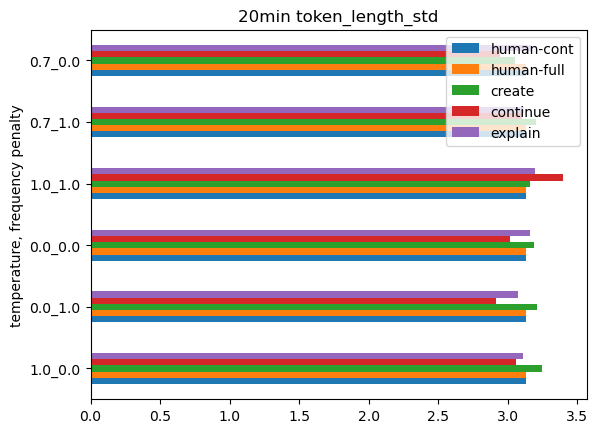 20min token_length_std
human-cont
human-full
create
continue
explain
temperature, frequency penalty
0.7_0.0
0.7_1.0
1.0_1.0
0.0_0.0
0.0_1.0
1.0_0.0
0.0 0.5 1.0 1.5 2.0 2.5 3.0 3.5